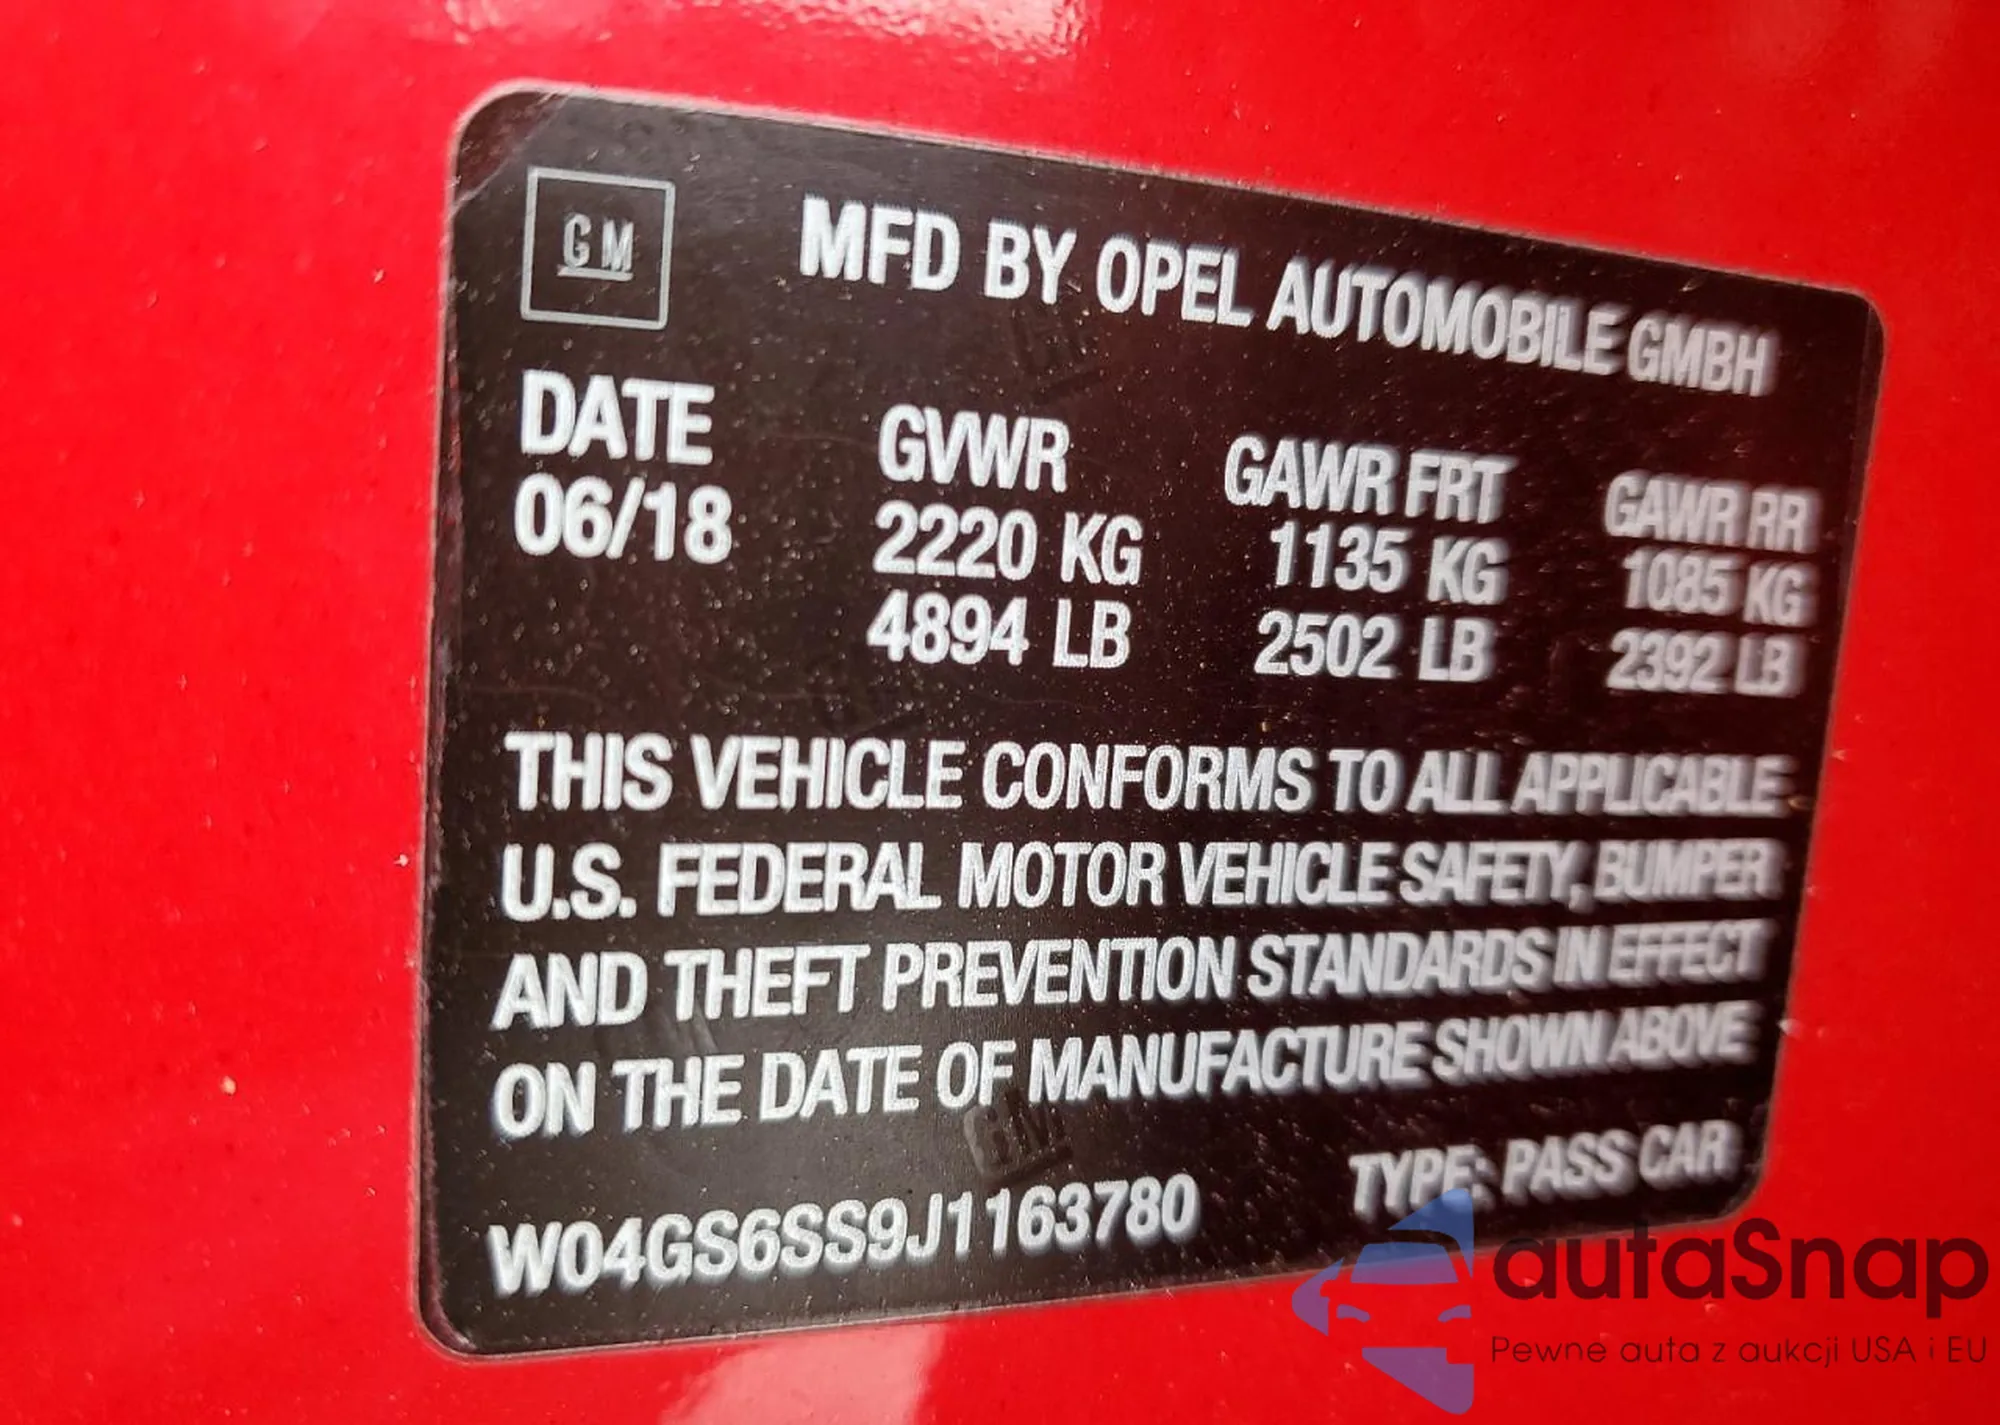 GM
MFD BY OPEL AUTOMOBILE GMBH
DATE GVWR GAWR FRT GAWR RR
06/18 2220 KG 1135 KG 1085 KG
4894 LB 2502 LB 2392 LB
THIS VEHICLE CONFORMS TO ALL APPLICABLE
U.S. FEDERAL MOTOR VEHICLE SAFETY, BUMPER
AND THEFT PREVENTION STANDARDS IN EFFECT
ON THE DATE OF MANUFACTURE SHOWN ABOVE
GM
W04GS6SS9J1163780 TYPE: PASS CAR
autaSnap
Pewne auta z aukcji USA i EU